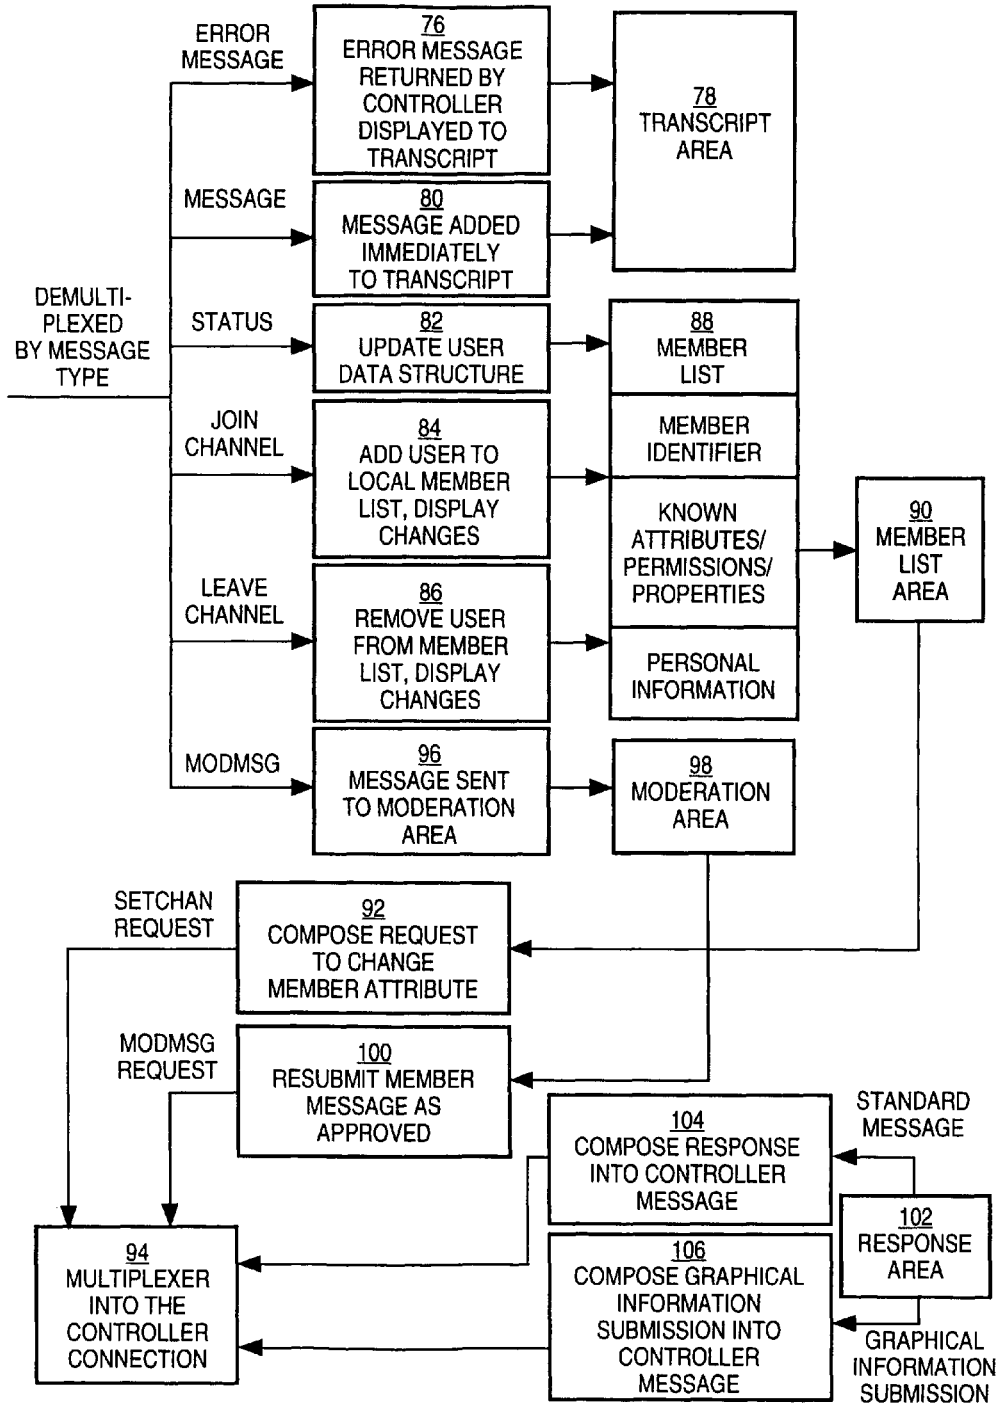 ERROR
MESSAGE
76
ERROR MESSAGE
RETURNED BY
CONTROLLER
DISPLAYED TO
TRANSCRIPT
78
TRANSCRIPT
AREA
MESSAGE
80
MESSAGE ADDED
IMMEDIATELY
TO TRANSCRIPT
DEMULTI-
PLEXED
BY MESSAGE
TYPE
STATUS
82
UPDATE USER
DATA STRUCTURE
88
MEMBER
LIST
JOIN
CHANNEL
84
ADD USER TO
LOCAL MEMBER
LIST, DISPLAY
CHANGES
MEMBER
IDENTIFIER
KNOWN
ATTRIBUTES/
PERMISSIONS/
PROPERTIES
90
MEMBER
LIST
AREA
LEAVE
CHANNEL
86
REMOVE USER
FROM MEMBER
LIST, DISPLAY
CHANGES
PERSONAL
INFORMATION
MODMSG
96
MESSAGE SENT
TO MODERATION
AREA
98
MODERATION
AREA
SETCHAN
REQUEST
92
COMPOSE REQUEST
TO CHANGE
MEMBER ATTRIBUTE
MODMSG
REQUEST
100
RESUBMIT MEMBER
MESSAGE AS
APPROVED
104
COMPOSE RESPONSE
INTO CONTROLLER
MESSAGE
STANDARD
MESSAGE
102
RESPONSE
AREA
94
MULTIPLEXER
INTO THE
CONTROLLER
CONNECTION
106
COMPOSE GRAPHICAL
INFORMATION
SUBMISSION INTO
CONTROLLER
MESSAGE
GRAPHICAL
INFORMATION
SUBMISSION